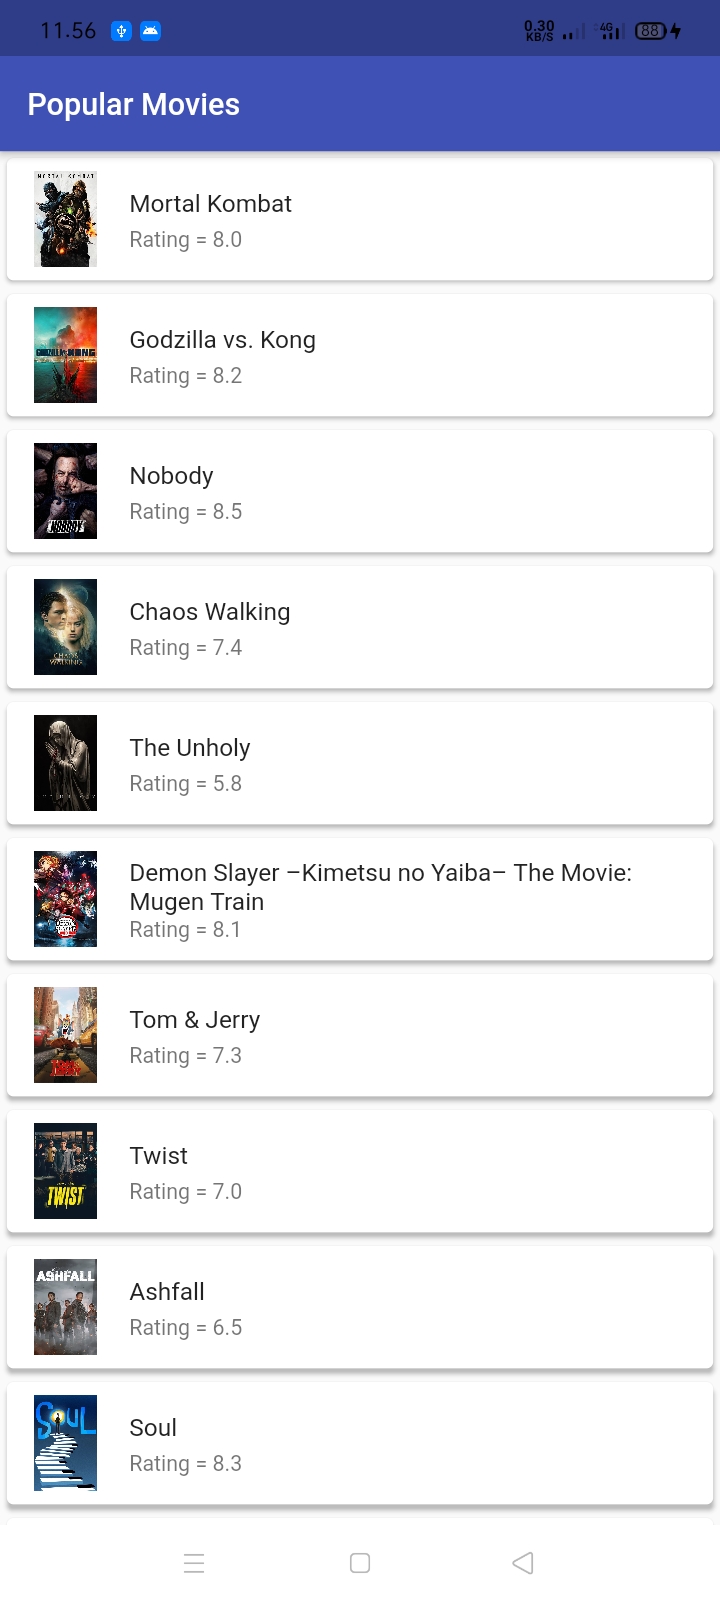 11.56
0.30
KB/S
4G
88
Popular Movies
MORTAL KOMBAT
Mortal Kombat
Rating = 8.0
GODZILLA KONG
Godzilla vs. Kong
Rating = 8.2
NOBODY
Nobody
Rating = 8.5
CHAOS
WALKING
Chaos Walking
Rating = 7.4
The Unholy
Rating = 5.8
Demon Slayer –Kimetsu no Yaiba– The Movie:
Mugen Train
Rating = 8.1
Tom & Jerry
Rating = 7.3
TWIST
Twist
Rating = 7.0
ASHFALL
Ashfall
Rating = 6.5
SOUL
Soul
Rating = 8.3